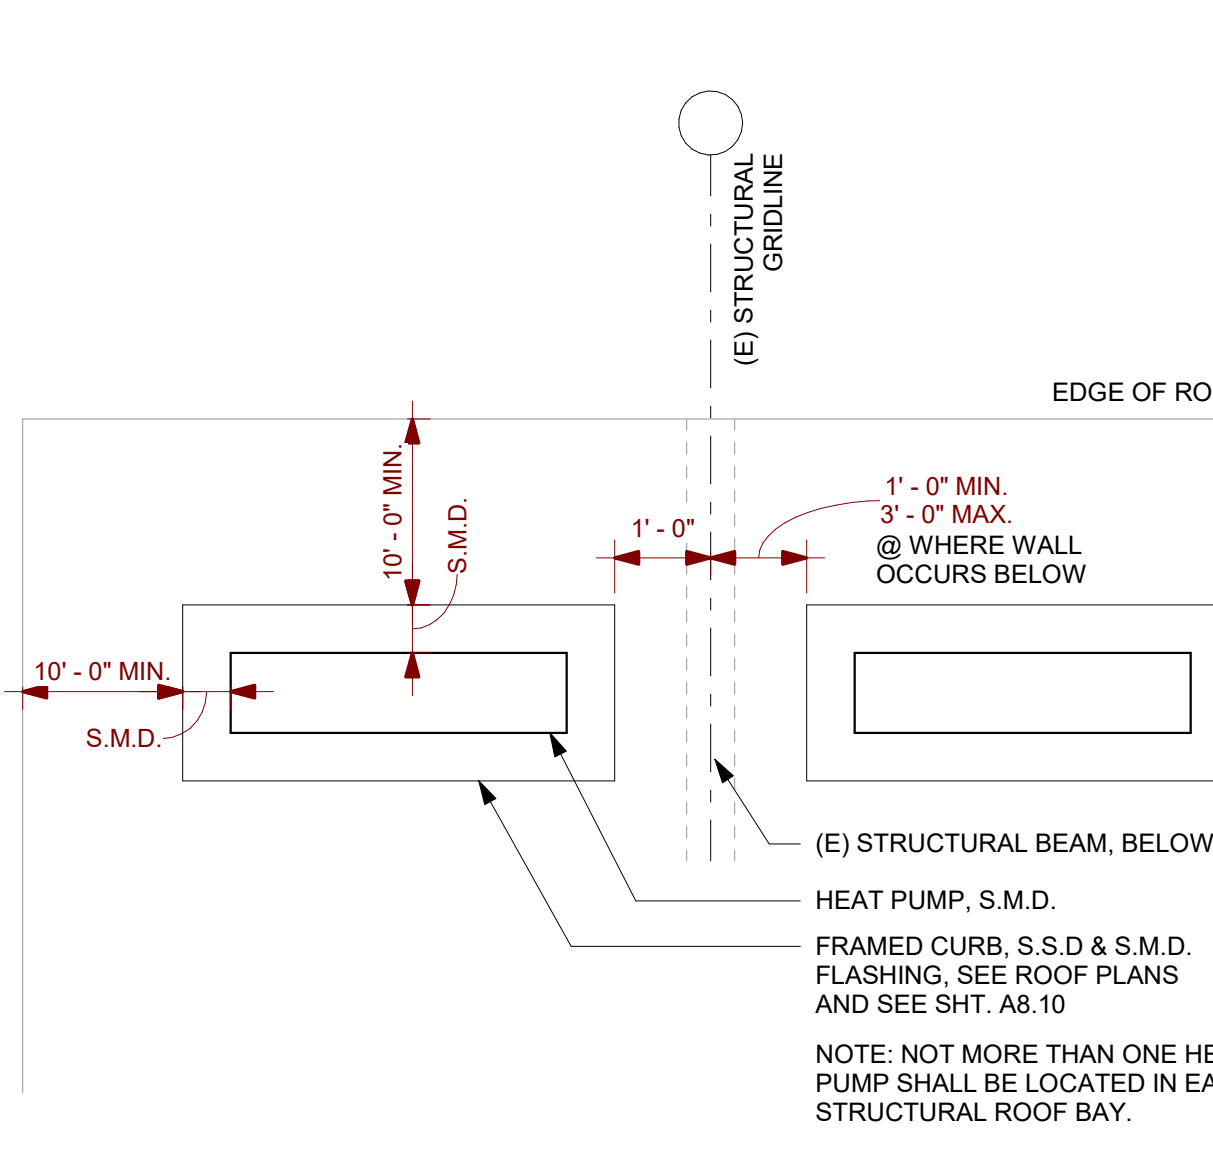 (E) STRUCTURAL
GRIDLINE
EDGE OF RO
10' - 0" MIN.
S.M.D.
1' - 0"
1' - 0" MIN.
3' - 0" MAX.
@ WHERE WALL
OCCURS BELOW
10' - 0" MIN.
S.M.D.
(E) STRUCTURAL BEAM, BELOW
HEAT PUMP, S.M.D.
FRAMED CURB, S.S.D & S.M.D.
FLASHING, SEE ROOF PLANS
AND SEE SHT. A8.10
NOTE: NOT MORE THAN ONE HE
PUMP SHALL BE LOCATED IN EA
STRUCTURAL ROOF BAY.